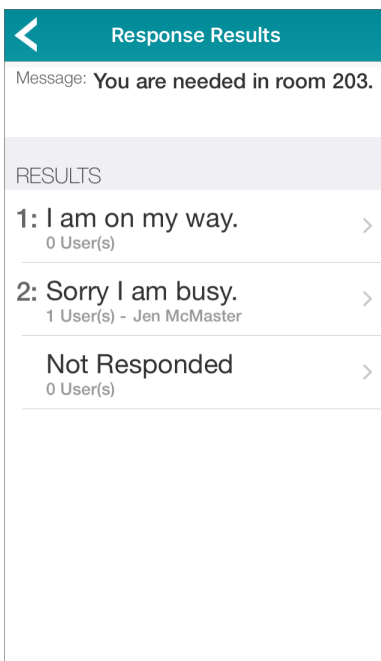 Response Results
Message: You are needed in room 203.
RESULTS
1: I am on my way.
0 User(s)
2: Sorry I am busy.
1 User(s) - Jen McMaster
Not Responded
0 User(s)